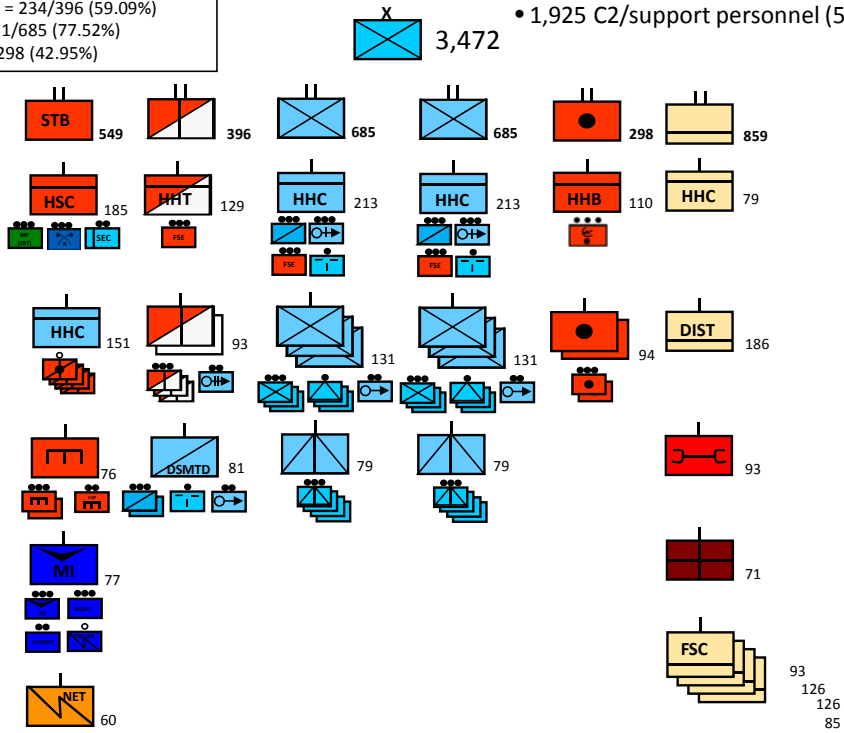 = 234/396 (59.09%)
1/685 (77.52%)
298 (42.95%)
X
3,472
• 1,925 C2/support personnel (5
STB 549
396
685
685
298
859
HSC 185
HHT 129
HHC 213
HHC 213
HHB 110
HHC 79
SEC
FSE
FSE
FSE
HHC 151
93
131
131
94
DIST 186
76
DSMTD 81
79
79
93
MI 77
71
NET 60
FSC 93
126
126
85